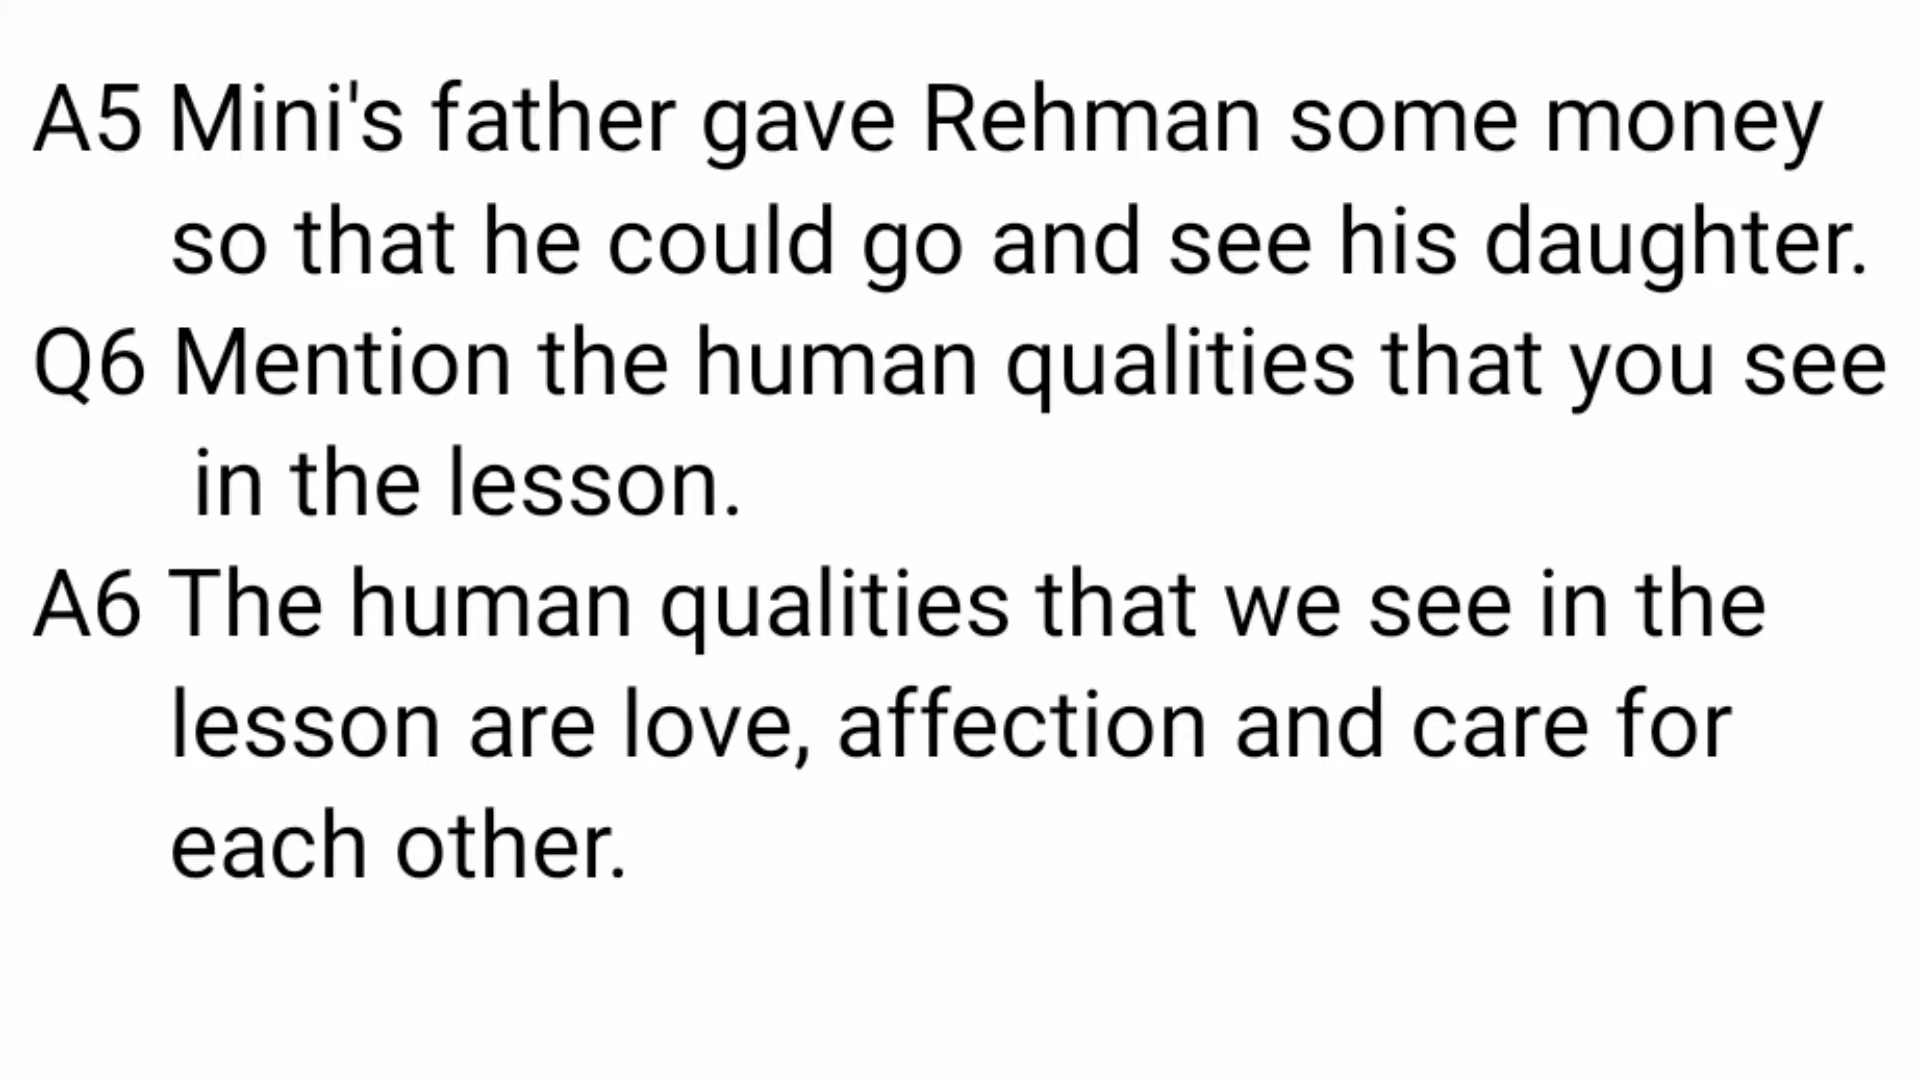 A5 Mini's father gave Rehman some money
so that he could go and see his daughter.
Q6 Mention the human qualities that you see
in the lesson.
A6 The human qualities that we see in the
lesson are love, affection and care for
each other.